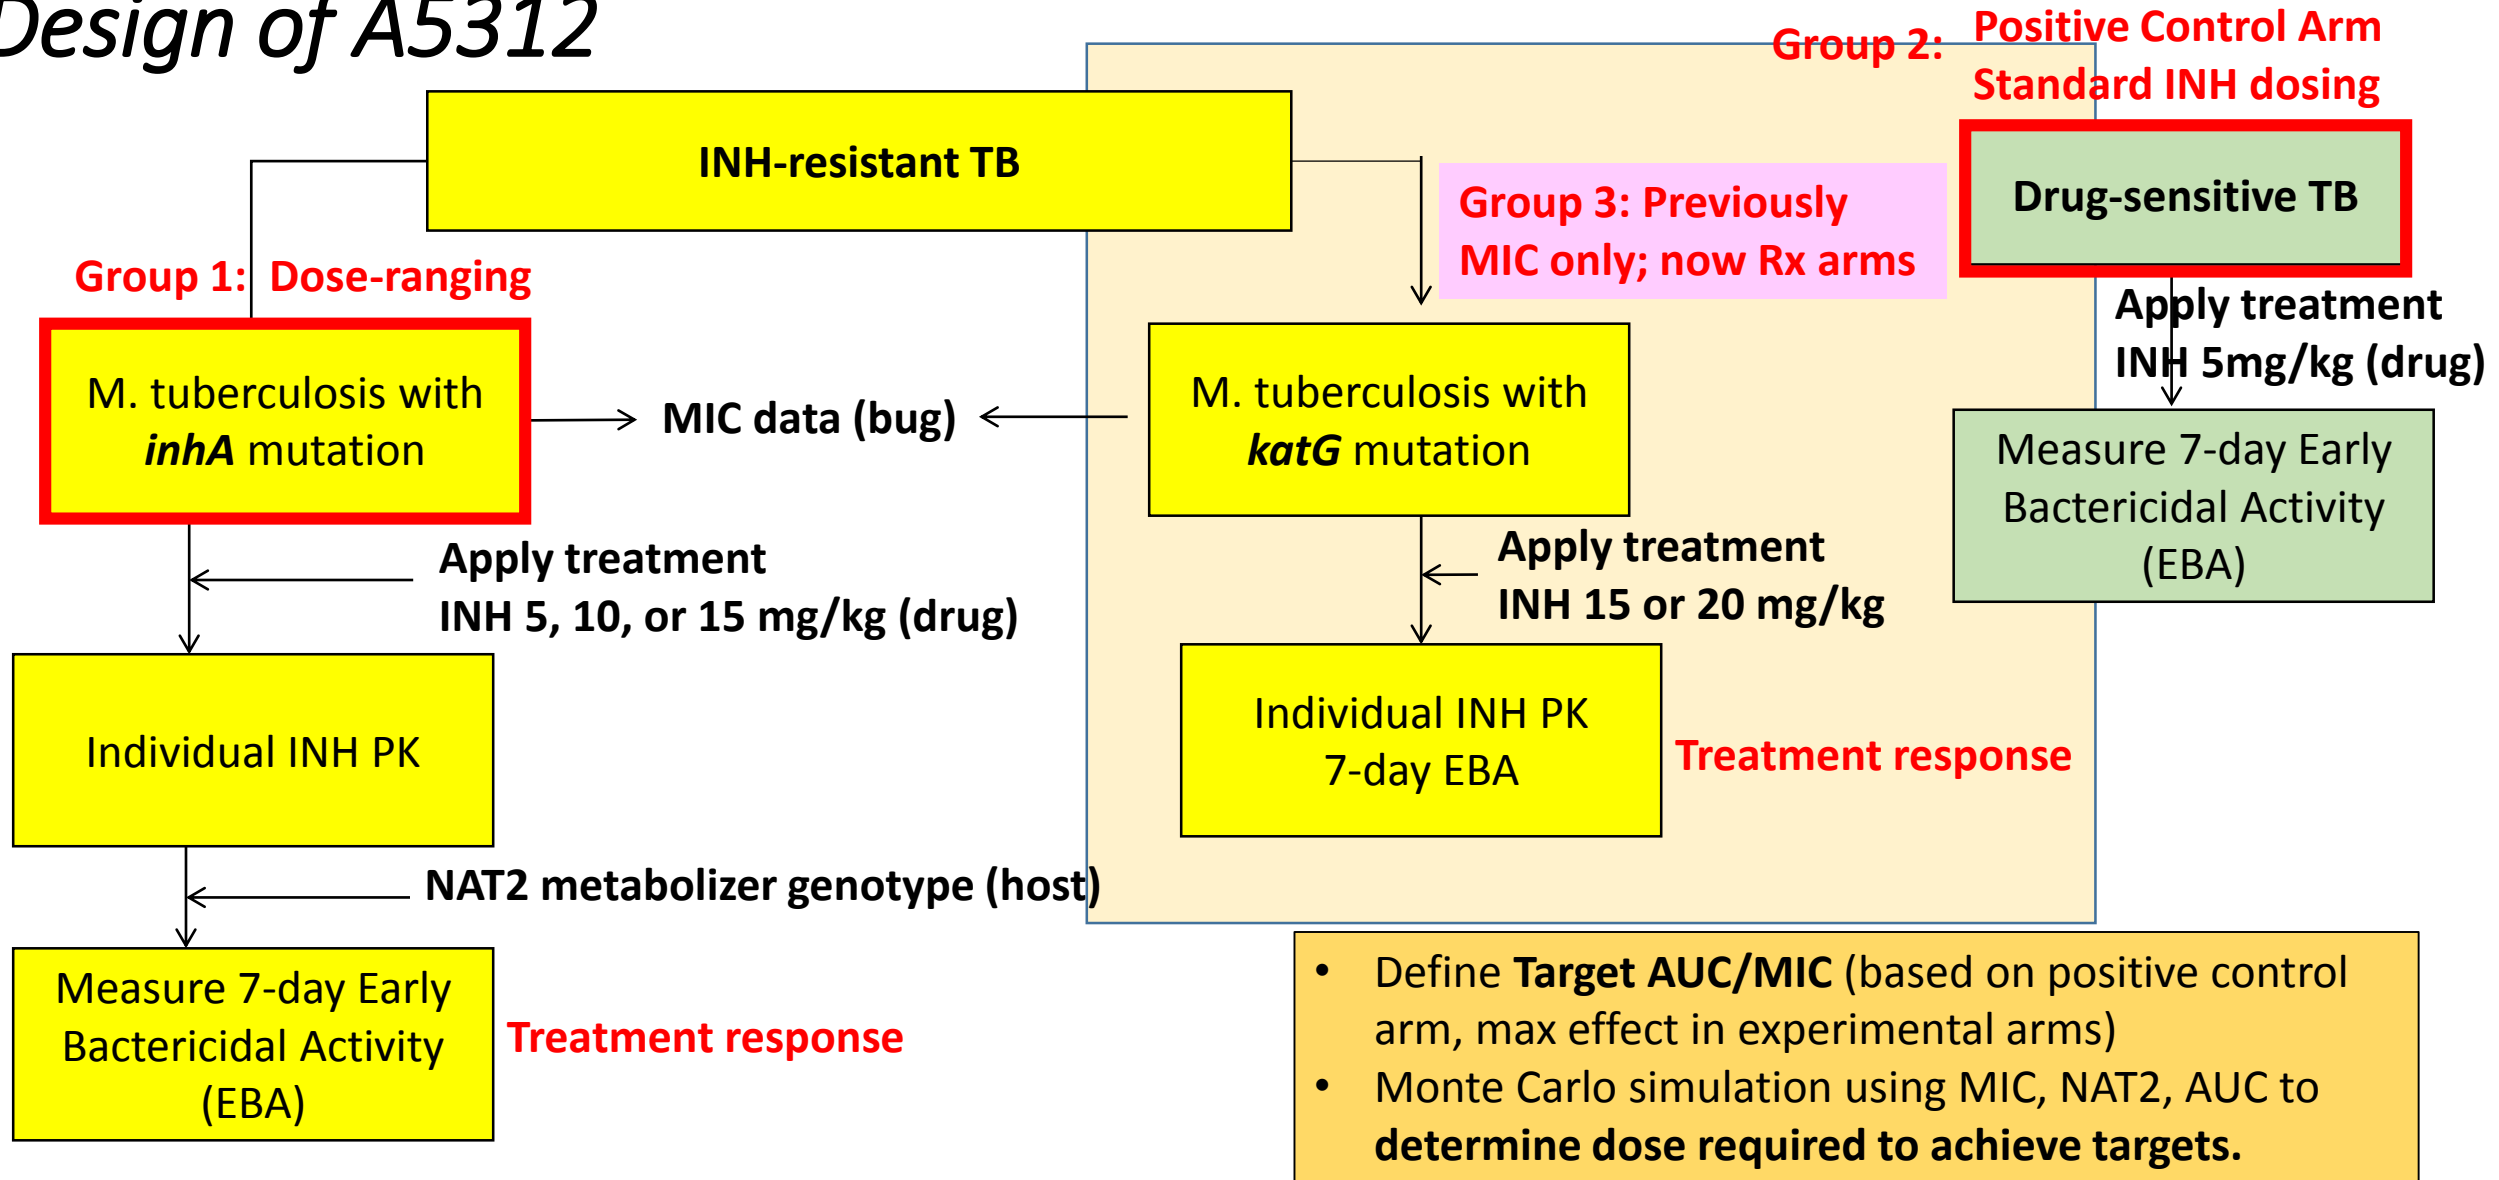 Design of A5312
Group 2:
Positive Control Arm
Standard INH dosing
INH-resistant TB
Drug-sensitive TB
Group 3: Previously
MIC only; now Rx arms
Group 1: Dose-ranging
Apply treatment
INH 5mg/kg (drug)
M. tuberculosis with
inhA mutation
MIC data (bug)
M. tuberculosis with
katG mutation
Measure 7-day Early
Bactericidal Activity
(EBA)
Apply treatment
INH 5, 10, or 15 mg/kg (drug)
Apply treatment
INH 15 or 20 mg/kg
Individual INH PK
Individual INH PK
7-day EBA
Treatment response
NAT2 metabolizer genotype (host)
Measure 7-day Early
Bactericidal Activity
(EBA)
Treatment response
• Define Target AUC/MIC (based on positive control
arm, max effect in experimental arms)
• Monte Carlo simulation using MIC, NAT2, AUC to
determine dose required to achieve targets.